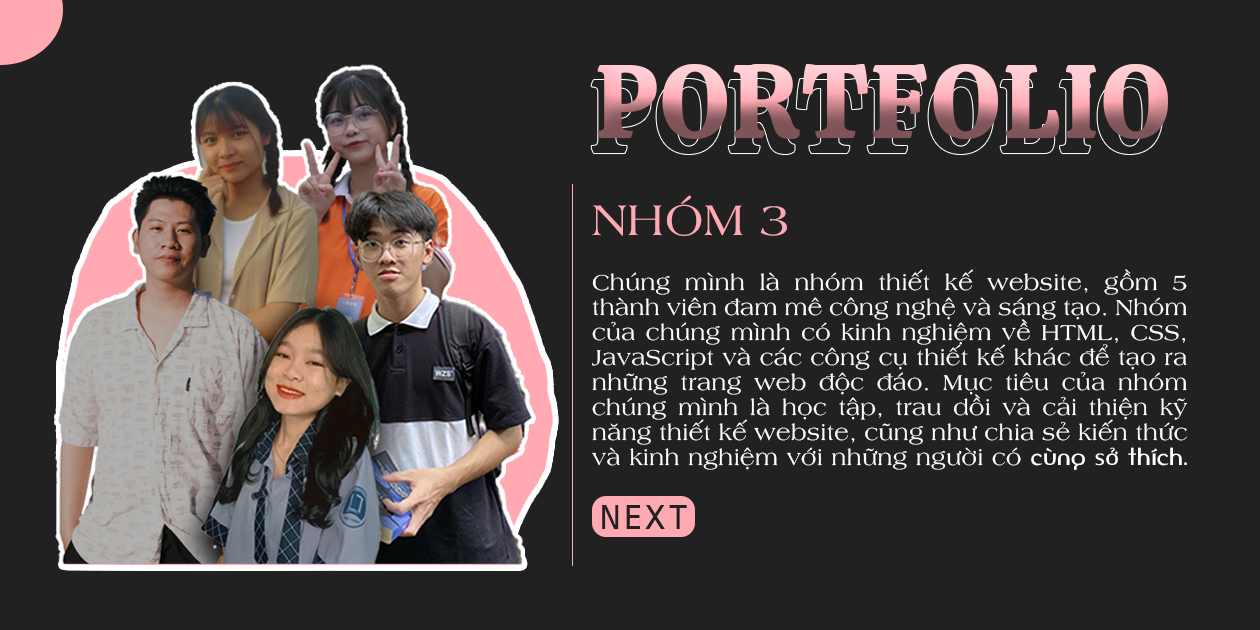 PORTFOLIO
NHÓM 3
Chúng mình là nhóm thiết kế website, gồm 5
thành viên đam mê công nghệ và sáng tạo. Nhóm
của chúng mình có kinh nghiệm về HTML, CSS,
JavaScript và các công cụ thiết kế khác để tạo ra
những trang web độc đáo. Mục tiêu của nhóm
chúng mình là học tập, trau dồi và cải thiện kỹ
năng thiết kế website, cũng như chia sẻ kiến thức
và kinh nghiệm với những người có cùng sở thích.
WZS
NEXT